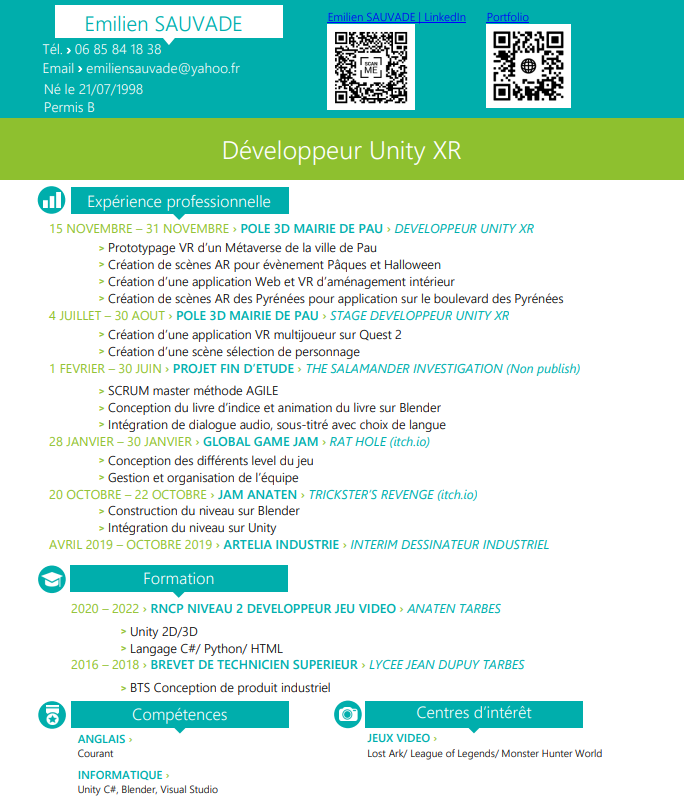 Emilien SAUVADE
Tél. › 06 85 84 18 38
Email › emiliensauvade@yahoo.fr
Né le 21/07/1998
Permis B
Emilien SAUVADE | LinkedIn
SCAN
ME
Portfolio
Développeur Unity XR
Expérience professionnelle
15 NOVEMBRE – 31 NOVEMBRE › POLE 3D MAIRIE DE PAU › DEVELOPPEUR UNITY XR
> Prototypage VR d’un Métaverse de la ville de Pau
> Création de scènes AR pour évènement Pâques et Halloween
> Création d’une application Web et VR d’aménagement intérieur
> Création de scènes AR des Pyrénées pour application sur le boulevard des Pyrénées
4 JUILLET – 30 AOUT › POLE 3D MAIRIE DE PAU › STAGE DEVELOPPEUR UNITY XR
> Création d’une application VR multijoueur sur Quest 2
> Création d’une scène sélection de personnage
1 FEVRIER – 30 JUIN › PROJET FIN D’ETUDE › THE SALAMANDER INVESTIGATION (Non publish)
> SCRUM master méthode AGILE
> Conception du livre d’indice et animation du livre sur Blender
> Intégration de dialogue audio, sous-titré avec choix de langue
28 JANVIER – 30 JANVIER › GLOBAL GAME JAM › RAT HOLE (itch.io)
> Conception des différents level du jeu
> Gestion et organisation de l’équipe
20 OCTOBRE – 22 OCTOBRE › JAM ANATEN › TRICKSTER’S REVENGE (itch.io)
> Construction du niveau sur Blender
> Intégration du niveau sur Unity
AVRIL 2019 – OCTOBRE 2019 › ARTELIA INDUSTRIE › INTERIM DESSINATEUR INDUSTRIEL
Formation
2020 – 2022 › RNCP NIVEAU 2 DEVELOPPEUR JEU VIDEO › ANATEN TARBES
> Unity 2D/3D
> Langage C#/ Python/ HTML
2016 – 2018 › BREVET DE TECHNICIEN SUPERIEUR › LYCEE JEAN DUPUY TARBES
> BTS Conception de produit industriel
Compétences
ANGLAIS ›
Courant
INFORMATIQUE ›
Unity C#, Blender, Visual Studio
Centres d’intérêt
JEUX VIDEO ›
Lost Ark/ League of Legends/ Monster Hunter World